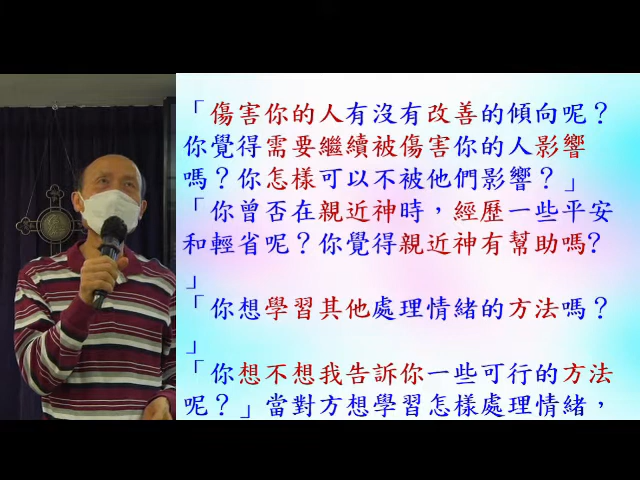 「傷害你的人有沒有改善的傾向呢？
你覺得需要繼續被傷害你的人影響
嗎？你怎樣可以不被他們影響？」
「你曾否在親近神時，經歷一些平安
和輕省呢？你覺得親近神有幫助嗎?
」
「你想學習其他處理情緒的方法嗎？
」
「你想不想我告訴你一些可行的方法
呢？」當對方想學習怎樣處理情緒，